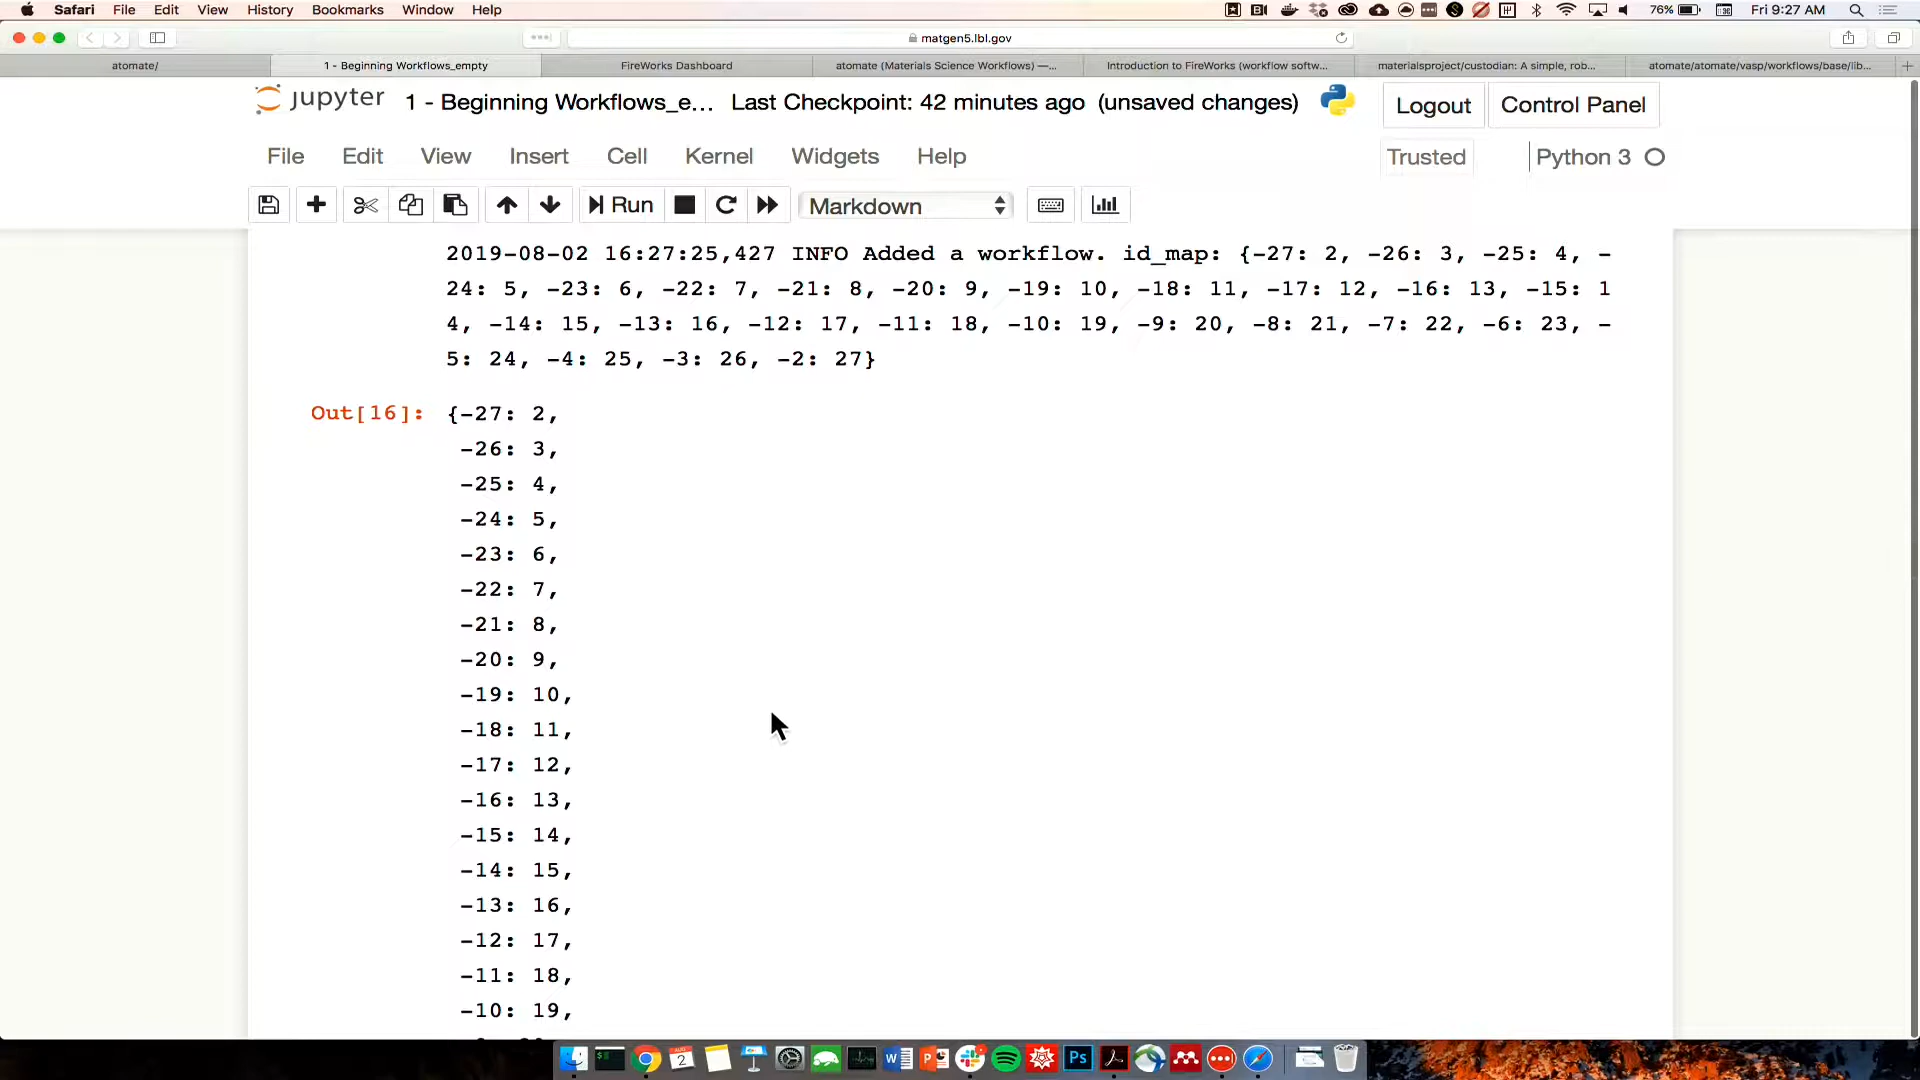 Safari File Edit View History Bookmarks Window Help 76% Fri 9:27 AM
matgen5.lbl.gov
atomate/ 1 - Beginning Workflows_empty FireWorks Dashboard atomate (Materials Science Workflows) —... Introduction to FireWorks (workflow softw... materialsproject/custodian: A simple, rob... atomate/atomate/vasp/workflows/base/lib...
jupyter 1 - Beginning Workflows_e... Last Checkpoint: 42 minutes ago (unsaved changes) Logout Control Panel
File Edit View Insert Cell Kernel Widgets Help Trusted Python 3
Run Markdown
2019-08-02 16:27:25,427 INFO Added a workflow. id_map: {-27: 2, -26: 3, -25: 4, -
24: 5, -23: 6, -22: 7, -21: 8, -20: 9, -19: 10, -18: 11, -17: 12, -16: 13, -15: 1
4, -14: 15, -13: 16, -12: 17, -11: 18, -10: 19, -9: 20, -8: 21, -7: 22, -6: 23, -
5: 24, -4: 25, -3: 26, -2: 27}
Out[16]: {-27: 2,
-26: 3,
-25: 4,
-24: 5,
-23: 6,
-22: 7,
-21: 8,
-20: 9,
-19: 10,
-18: 11,
-17: 12,
-16: 13,
-15: 14,
-14: 15,
-13: 16,
-12: 17,
-11: 18,
-10: 19,